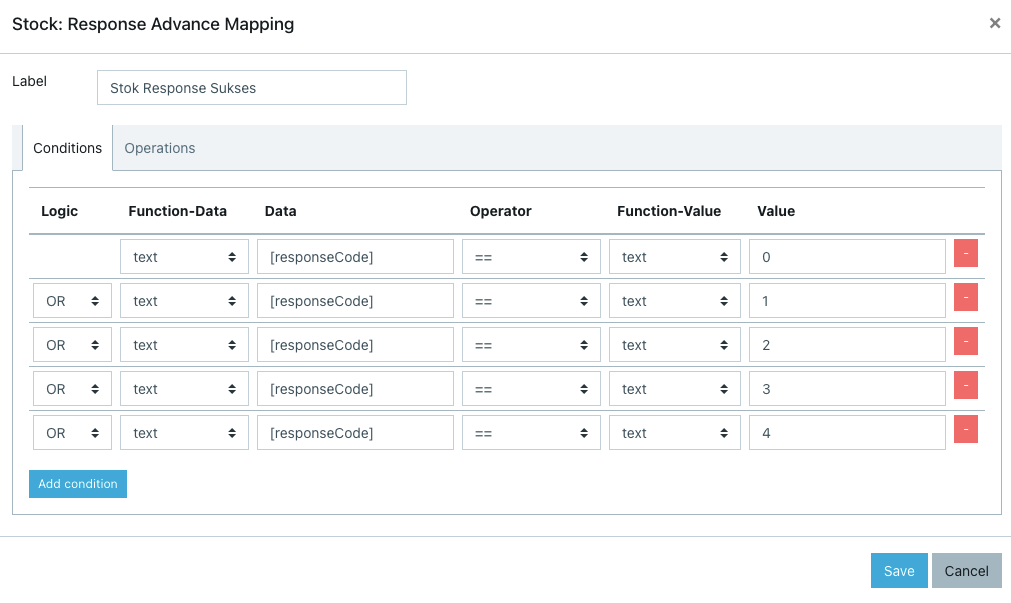 Stock: Response Advance Mapping ×
Label Stok Response Sukses
Conditions Operations
Logic Function-Data Data Operator Function-Value Value
text [responseCode] == text 0 -
OR text [responseCode] == text 1 -
OR text [responseCode] == text 2 -
OR text [responseCode] == text 3 -
OR text [responseCode] == text 4 -
Add condition
Save Cancel